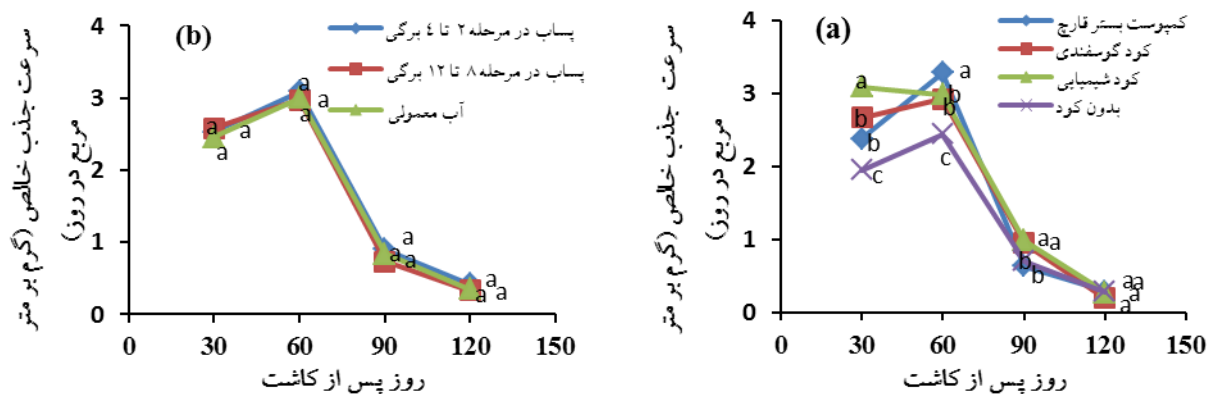 (b)
پساب در مرحله ۲ تا ٤ برگی
پساب در مرحله ۸ تا ۱۲ برگی
آب معمولی
سرعت جذب خالص (گرم بر متر
مربع در روز)
4
3
2
1
0
a
a
a
a
a
a
a
a
a
a
a
a
0 30 60 90 120 150
روز پس از کاشت
(a)
کمپوست بستر قارچ
کود گوسفندی
کود شیمیایی
بدون کود
سرعت جذب خالص (گرم بر متر
مربع در روز)
4
3
2
1
0
a
b
b
c
a
b
b
c
a
a
b
b
a
a
a
a
0 30 60 90 120 150
روز پس از کاشت